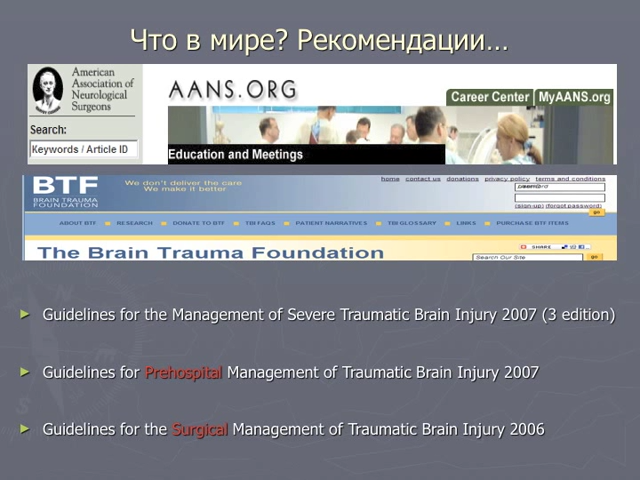 Что в мире? Рекомендации...
American
Association of
Neurological
Surgeons
Search:
Keywords / Article ID
AANS.ORG
Career Center MyAANS.org
Education and Meetings
BTF
BRAIN TRAUMA
FOUNDATION
We don't deliver the care
We make it better
home contact us donations privacy policy terms and conditions
(sign-up) (forgot password)
go
ABOUT BTF RESEARCH DONATE TO BTF TBI FAQS PATIENT NARRATIVES TBI GLOSSARY LINKS PURCHASE BTF ITEMS
SHARE
The Brain Trauma Foundation
Search Our Site
go
Guidelines for the Management of Severe Traumatic Brain Injury 2007 (3 edition)
Guidelines for Prehospital Management of Traumatic Brain Injury 2007
Guidelines for the Surgical Management of Traumatic Brain Injury 2006